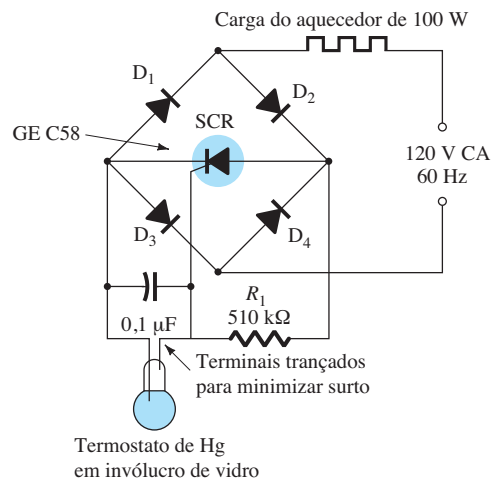 Carga do aquecedor de 100 W
D1
D2
GE C58
SCR
120 V CA
60 Hz
D3
D4
R1
510 kΩ
0,1 μF
Terminais trançados
para minimizar surto
Termostato de Hg
em invólucro de vidro